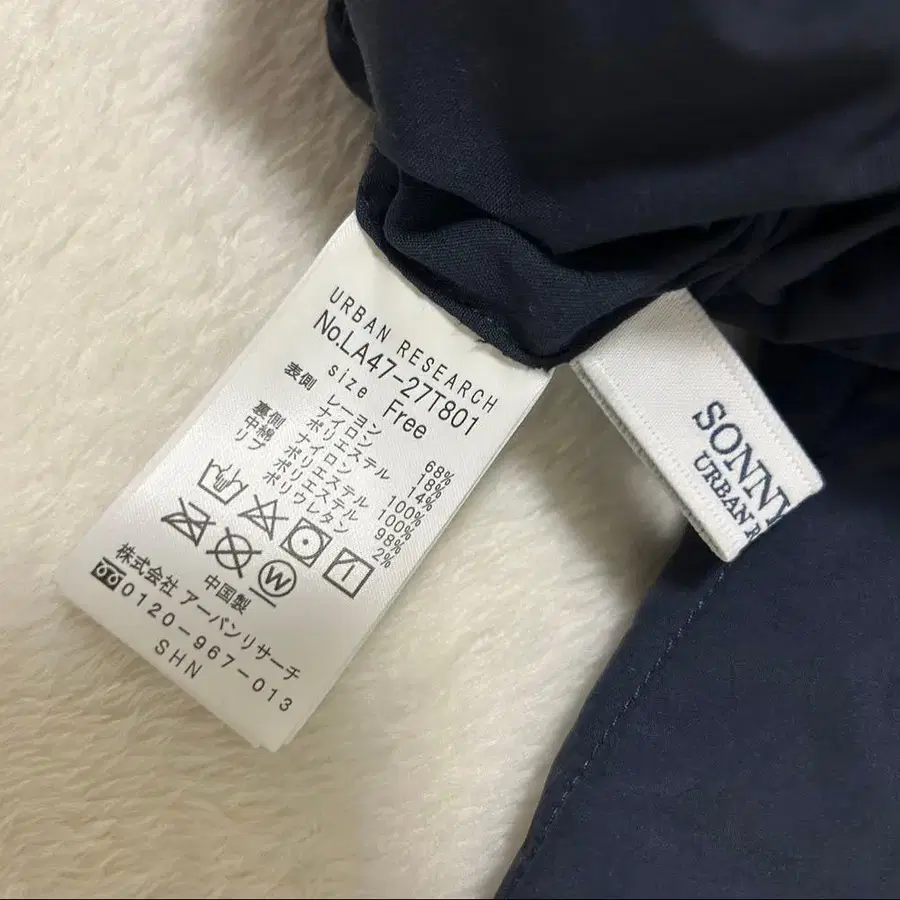 URBAN RESEARCH
No.LA47-27T801
size Free
表側 レーヨン 68%
ナイロン 18%
ポリエステル 14%
裏側 ナイロン 100%
中綿 ポリエステル 100%
リブ ポリエステル 98%
ポリウレタン 2%
W
中国製
株式会社 アーバンリサーチ
0120-967-013
SHN
SONNY
URBAN R